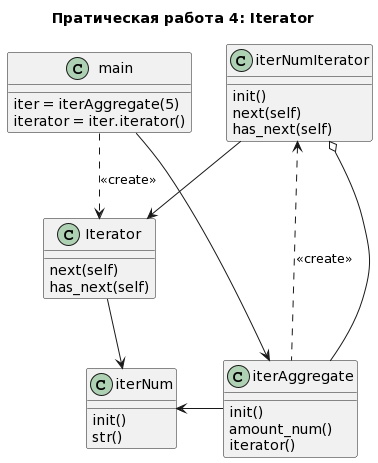 Пратическая работа 4: Iterator
C main
iter = iterAggregate(5)
iterator = iter.iterator()
C iterNumIterator
init()
next(self)
has_next(self)
«create»
C Iterator
next(self)
has_next(self)
«create»
C iterNum
init()
str()
C iterAggregate
init()
amount_num()
iterator()